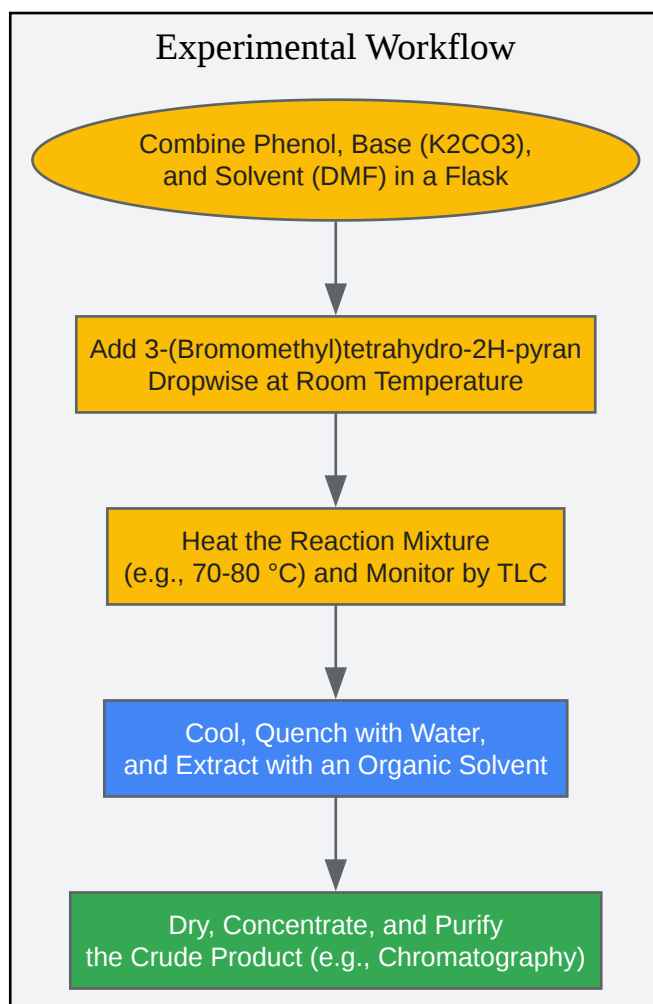 Experimental Workflow
Combine Phenol, Base (K2CO3),
and Solvent (DMF) in a Flask
Add 3-(Bromomethyl)tetrahydro-2H-pyran
Dropwise at Room Temperature
Heat the Reaction Mixture
(e.g., 70-80 °C) and Monitor by TLC
Cool, Quench with Water,
and Extract with an Organic Solvent
Dry, Concentrate, and Purify
the Crude Product (e.g., Chromatography)